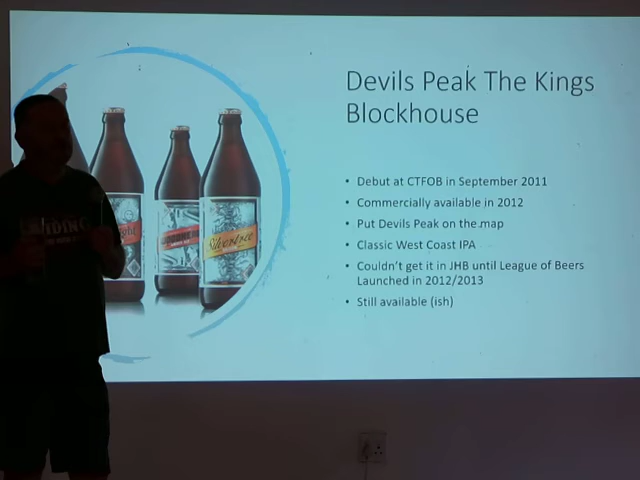 Devils Peak The Kings
Blockhouse
• Debut at CTFOB in September 2011
• Commercially available in 2012
• Put Devils Peak on the map
• Classic West Coast IPA
• Couldn't get it in JHB until League of Beers
Launched in 2012/2013
• Still available (ish)
Silvertree